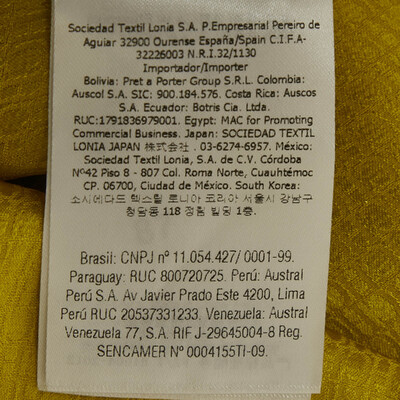 Sociedad Textil Lonia S.A. P.Empresarial Pereiro de
Aguiar 32900 Ourense España/Spain C.I.F.A-
32226003 N.R.I.32/1130
Importador/Importer
Bolivia: Pret a Porter Group S.R.L. Colombia:
Auscol S.A. SIC: 900.184.576. Costa Rica: Auscos
S.A. Ecuador: Botris Cia. Ltda.
RUC:1791836979001. Egypt: MAC for Promoting
Commercial Business. Japan: SOCIEDAD TEXTIL
LONIA JAPAN 株式会社 . 03-6274-6957. México:
Sociedad Textil Lonia, S.A. de C.V. Córdoba
Nº42 Piso 8 - 807 Col. Roma Norte, Cuauhtémoc
CP. 06700, Ciudad de México. South Korea:
소시에다드 텍스틸 로니아 코리아 서울시 강남구
청담동 118 정림 빌딩 1층.
Brasil: CNPJ nº 11.054.427/ 0001-99.
Paraguay: RUC 800720725. Perú: Austral
Perú S.A. Av Javier Prado Este 4200, Lima
Perú RUC 20537331233. Venezuela: Austral
Venezuela 77, S.A. RIF J-29645004-8 Reg.
SENCAMER Nº 0004155TI-09.